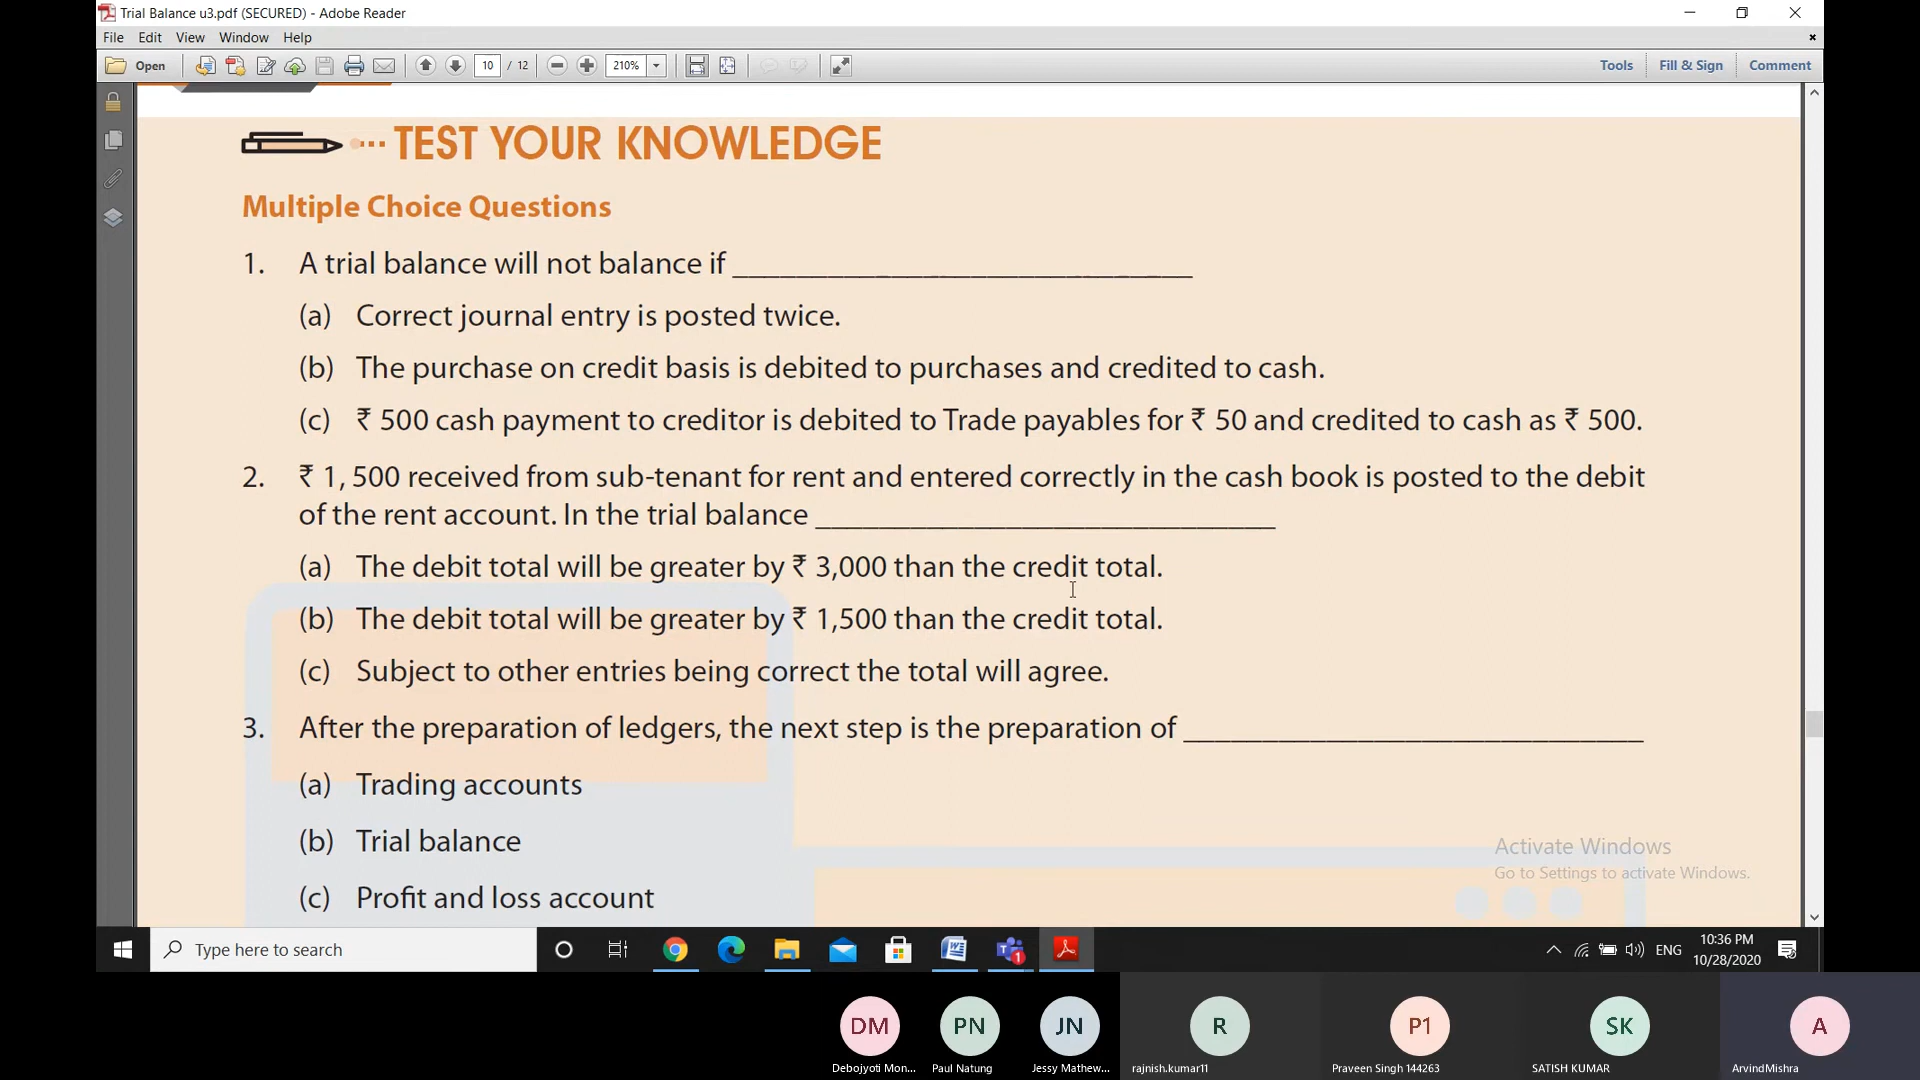 Trial Balance u3.pdf (SECURED) - Adobe Reader
File Edit View Window Help
Open 10 / 12 210% Tools Fill & Sign Comment
TEST YOUR KNOWLEDGE
Multiple Choice Questions
1. A trial balance will not balance if ______________________________
(a) Correct journal entry is posted twice.
(b) The purchase on credit basis is debited to purchases and credited to cash.
(c) ₹ 500 cash payment to creditor is debited to Trade payables for ₹ 50 and credited to cash as ₹ 500.
2. ₹ 1, 500 received from sub-tenant for rent and entered correctly in the cash book is posted to the debit
of the rent account. In the trial balance ______________________________
(a) The debit total will be greater by ₹ 3,000 than the credit total.
(b) The debit total will be greater by ₹ 1,500 than the credit total.
(c) Subject to other entries being correct the total will agree.
3. After the preparation of ledgers, the next step is the preparation of ______________________________
(a) Trading accounts
(b) Trial balance
(c) Profit and loss account
Activate Windows
Go to Settings to activate Windows.
Type here to search
1
ENG
10:36 PM
10/28/2020
DM PN JN R P1 SK A
Debojyoti Mon... Paul Natung Jessy Mathew... rajnish.kumar11 Praveen Singh 144263 SATISH KUMAR ArvindMishra